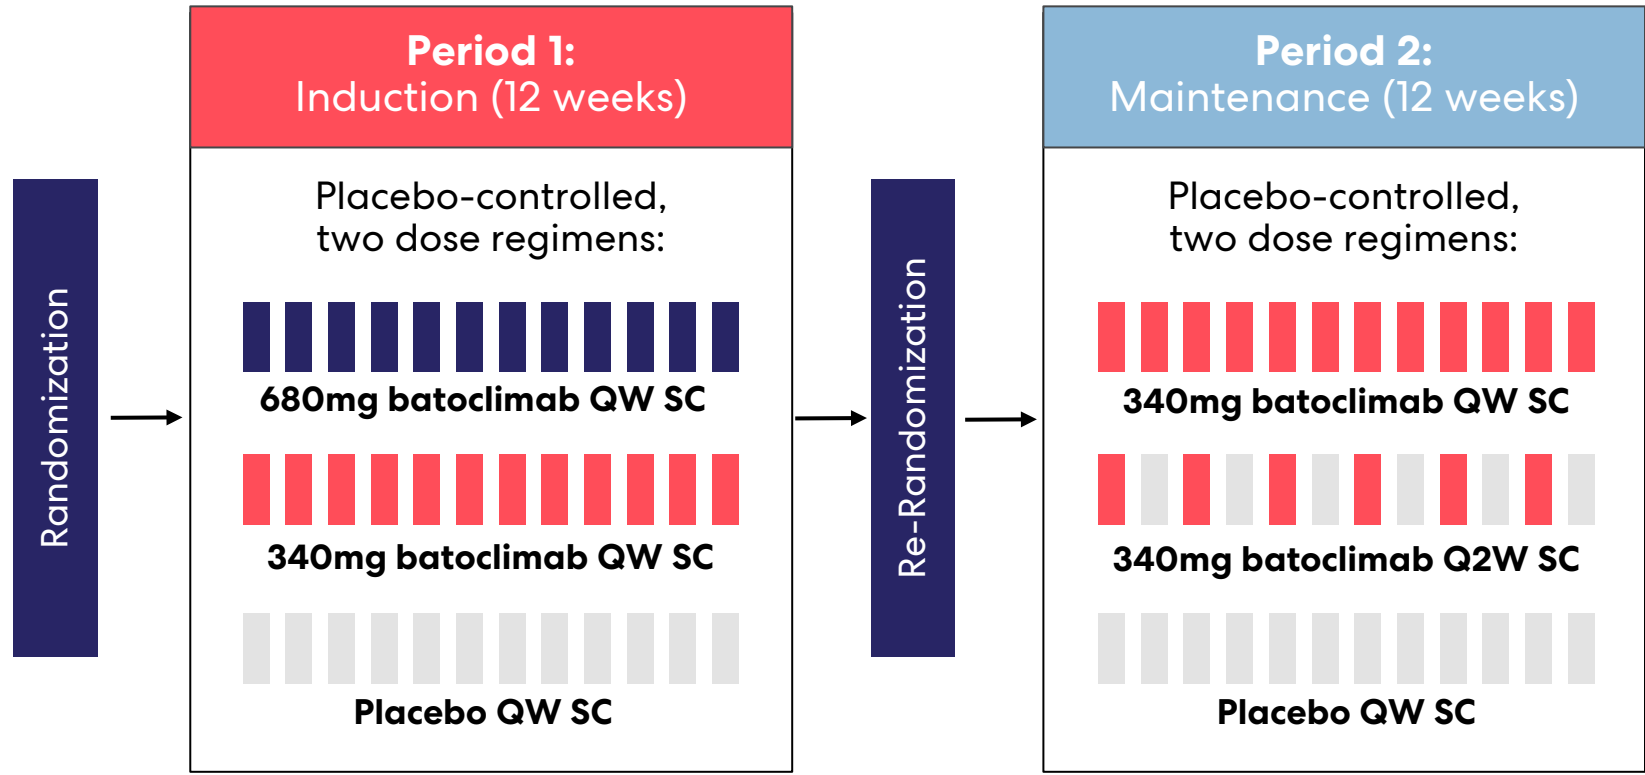 Randomization
Period 1:
Induction (12 weeks)
Placebo-controlled,
two dose regimens:
680mg batoclimab QW SC
340mg batoclimab QW SC
Placebo QW SC
Re-Randomization
Period 2:
Maintenance (12 weeks)
Placebo-controlled,
two dose regimens:
340mg batoclimab QW SC
340mg batoclimab Q2W SC
Placebo QW SC